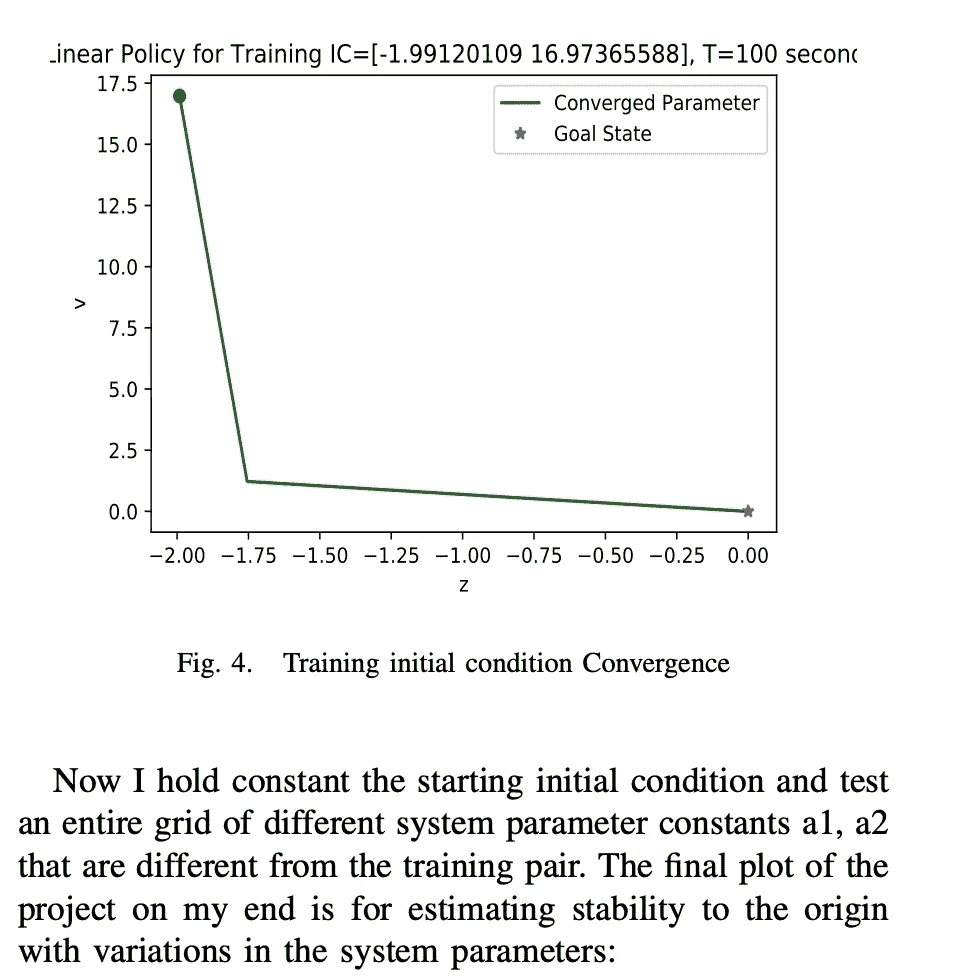 inear Policy for Training IC=[-1.99120109 16.97365588], T=100 secon
17.5
Converged Parameter
Goal State
15.0
12.5
10.0
v
7.5
5.0
2.5
0.0
−2.00 −1.75 −1.50 −1.25 −1.00 −0.75 −0.50 −0.25 0.00
z
Fig. 4. Training initial condition Convergence
Now I hold constant the starting initial condition and test
an entire grid of different system parameter constants a1, a2
that are different from the training pair. The final plot of the
project on my end is for estimating stability to the origin
with variations in the system parameters: